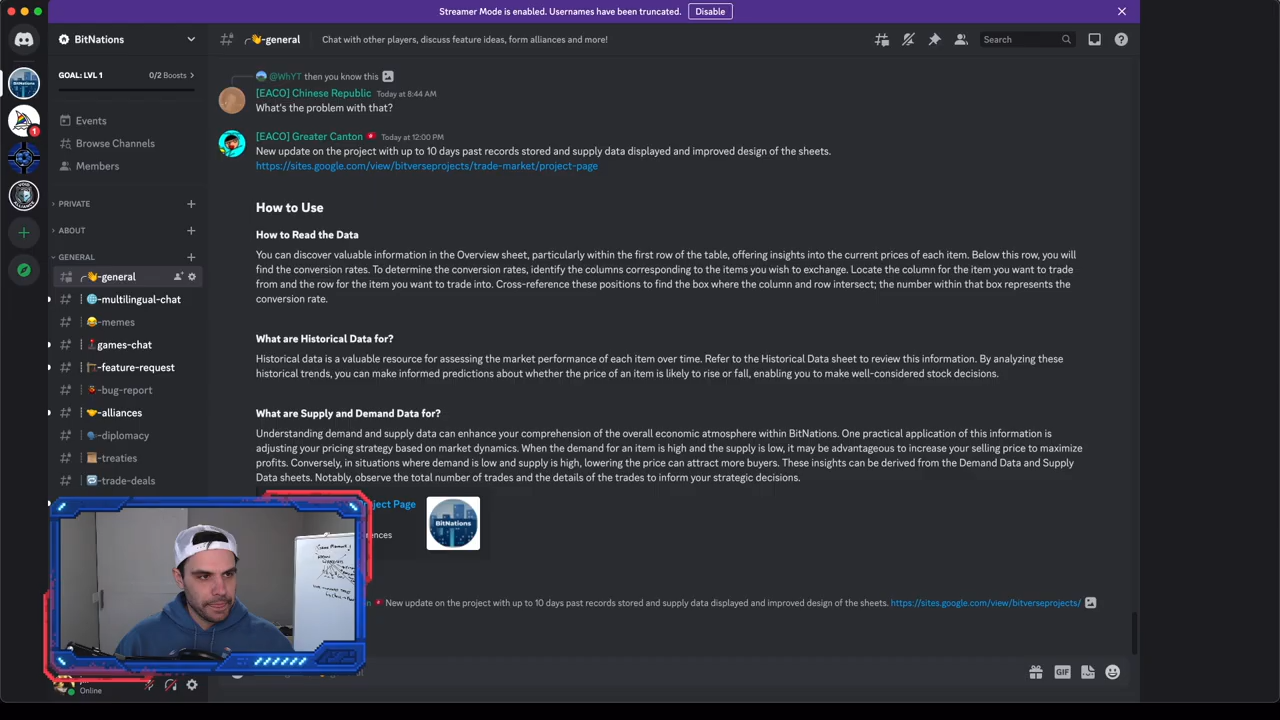 Streamer Mode is enabled. Usernames have been truncated.
Disable
BitNations
-general
Chat with other players, discuss feature ideas, form alliances and more!
Search
GOAL: LVL 1
0/2 Boosts
Events
Browse Channels
Members
PRIVATE
ABOUT
GENERAL
-general
-multilingual-chat
-memes
games-chat
-feature-request
-bug-report
-alliances
-diplomacy
-treaties
-trade-deals
1
@WhYT then you know this
[EACO] Chinese Republic Today at 8:44 AM
What's the problem with that?
[EACO] Greater Canton Today at 12:00 PM
New update on the project with up to 10 days past records stored and supply data displayed and improved design of the sheets.
https://sites.google.com/view/bitverseprojects/trade-market/project-page
How to Use
How to Read the Data
You can discover valuable information in the Overview sheet, particularly within the first row of the table, offering insights into the current prices of each item. Below this row, you will
find the conversion rates. To determine the conversion rates, identify the columns corresponding to the items you wish to exchange. Locate the column for the item you want to trade
from and the row for the item you want to trade into. Cross-reference these positions to find the box where the column and row intersect; the number within that box represents the
conversion rate.
What are Historical Data for?
Historical data is a valuable resource for assessing the market performance of each item over time. Refer to the Historical Data sheet to review this information. By analyzing these
historical trends, you can make informed predictions about whether the price of an item is likely to rise or fall, enabling you to make well-considered stock decisions.
What are Supply and Demand Data for?
Understanding demand and supply data can enhance your comprehension of the overall economic atmosphere within BitNations. One practical application of this information is
adjusting your pricing strategy based on market dynamics. When the demand for an item is high and the supply is low, it may be advantageous to increase your selling price to maximize
profits. Conversely, in situations where demand is low and supply is high, lowering the price can attract more buyers. These insights can be derived from the Demand Data and Supply
Data sheets. Notably, observe the total number of trades and the details of the trades to inform your strategic decisions.
oject Page
ences
BitNations
New update on the project with up to 10 days past records stored and supply data displayed and improved design of the sheets. https://sites.google.com/view/bitverseprojects/
GIF
Online